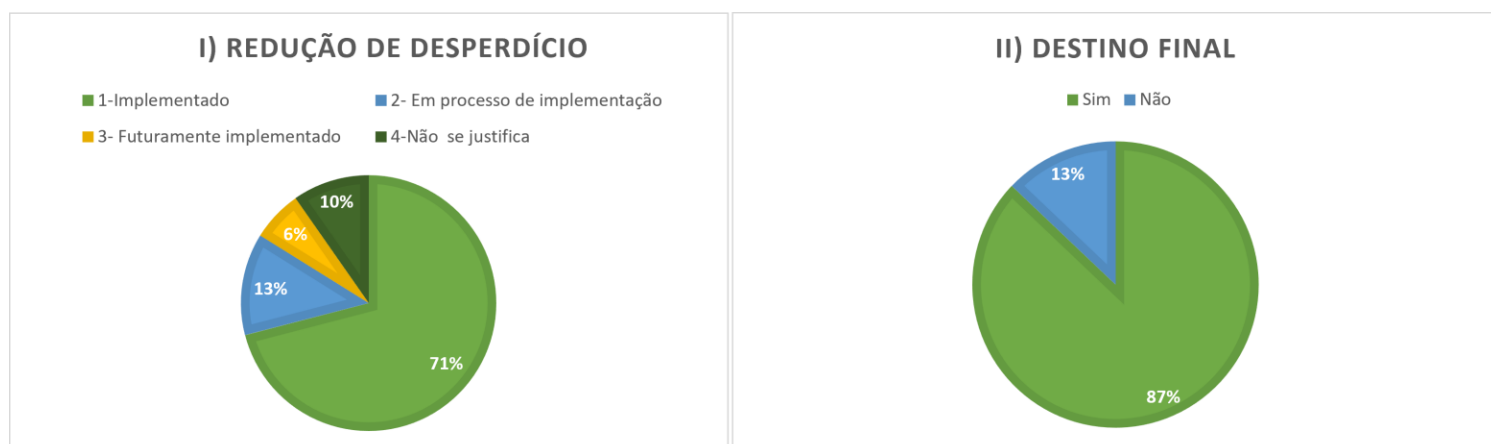 I) REDUÇÃO DE DESPERDÍCIO
1-Implementado
2- Em processo de implementação
3- Futuramente implementado
4-Não se justifica
10%
6%
13%
71%
II) DESTINO FINAL
Sim
Não
13%
87%